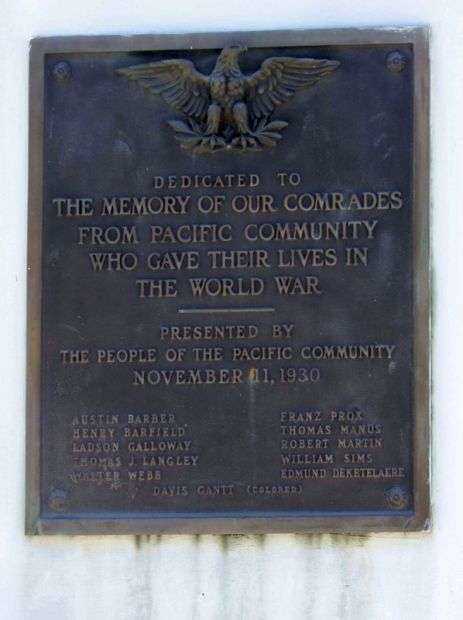 DEDICATED TO
THE MEMORY OF OUR COMRADES
FROM PACIFIC COMMUNITY
WHO GAVE THEIR LIVES IN
THE WORLD WAR
PRESENTED BY
THE PEOPLE OF THE PACIFIC COMMUNITY
NOVEMBER 11, 1930
AUSTIN BARBER
HENRY BARFIELD
LADSON GALLOWAY
THOMAS J. LANGLEY
WALTER WEBB
FRANZ PROX
THOMAS MANUS
ROBERT MARTIN
WILLIAM SIMS
EDMUND DEKETELAERE
DAVIS GANTT (COLORED)